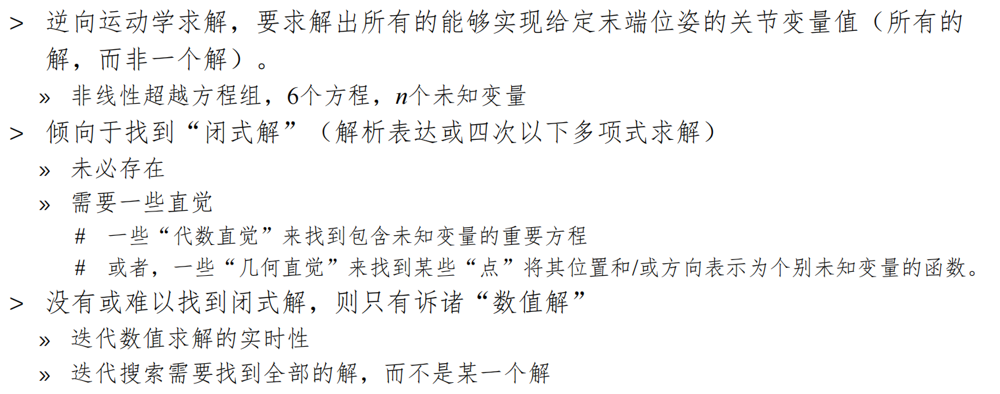 > 逆向运动学求解，要求解出所有的能够实现给定末端位姿的关节变量值（所有的
解，而非一个解）。
» 非线性超越方程组，6个方程，n个未知变量
> 倾向于找到“闭式解”（解析表达或四次以下多项式求解）
» 未必存在
» 需要一些直觉
# 一些“代数直觉”来找到包含未知变量的重要方程
# 或者，一些“几何直觉”来找到某些“点”将其位置和/或方向表示为个别未知变量的函数。
> 没有或难以找到闭式解，则只有诉诸“数值解”
» 迭代数值求解的实时性
» 迭代搜索需要找到全部的解，而不是某一个解